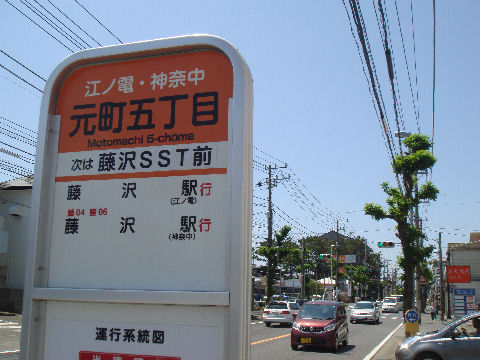 江ノ電・神奈中
元町五丁目
Motomachi 5-chōme
次は 藤沢SST前
藤沢駅行
(江ノ電)
藤04 藤06
藤沢駅行
(神奈中)
運行系統図